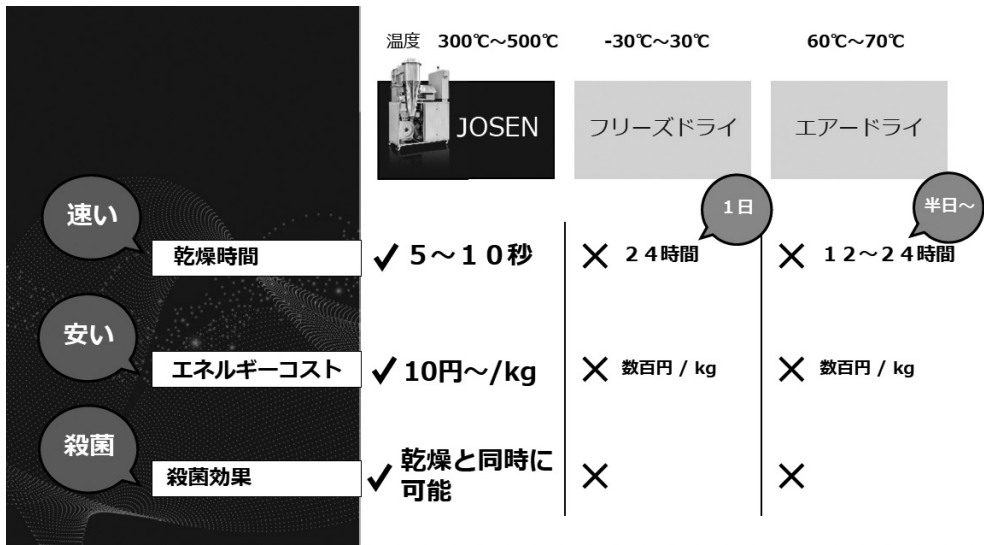 温度 300℃～500℃ -30℃～30℃ 60℃～70℃
JOSEN フリーズドライ エアードライ
速い 1日 半日～
乾燥時間 ✓ 5～10秒 × 24時間 × 12～24時間
安い
エネルギーコスト ✓ 10円～/kg × 数百円 / kg × 数百円 / kg
殺菌
殺菌効果 ✓ 乾燥と同時に × ×
可能